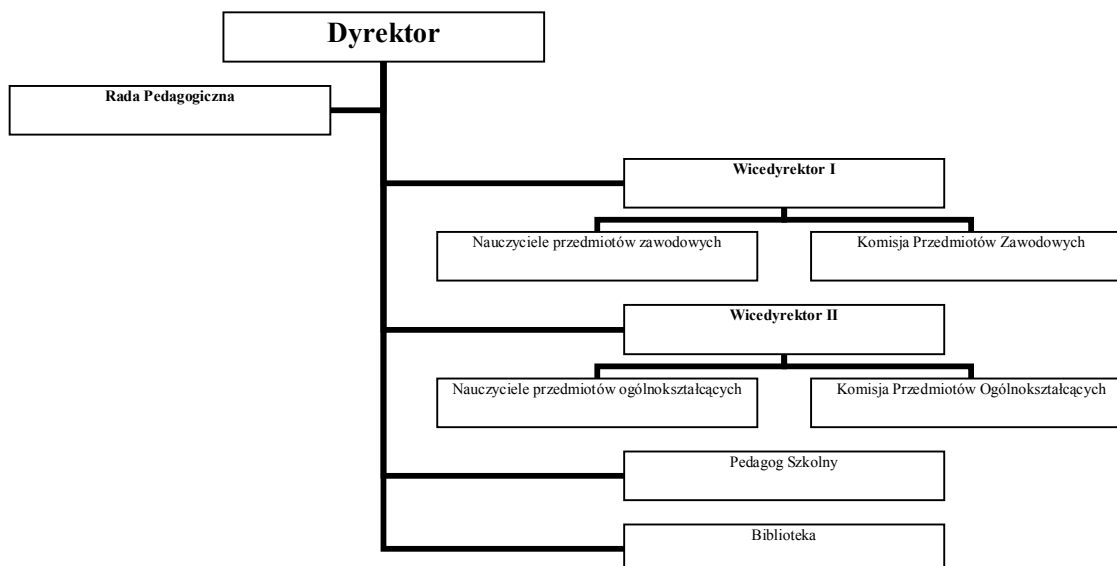 Dyrektor
Rada Pedagogiczna
Wicedyrektor I
Nauczyciele przedmiotów zawodowych
Komisja Przedmiotów Zawodowych
Wicedyrektor II
Nauczyciele przedmiotów ogólnokształcących
Komisja Przedmiotów Ogólnokształcących
Pedagog Szkolny
Biblioteka